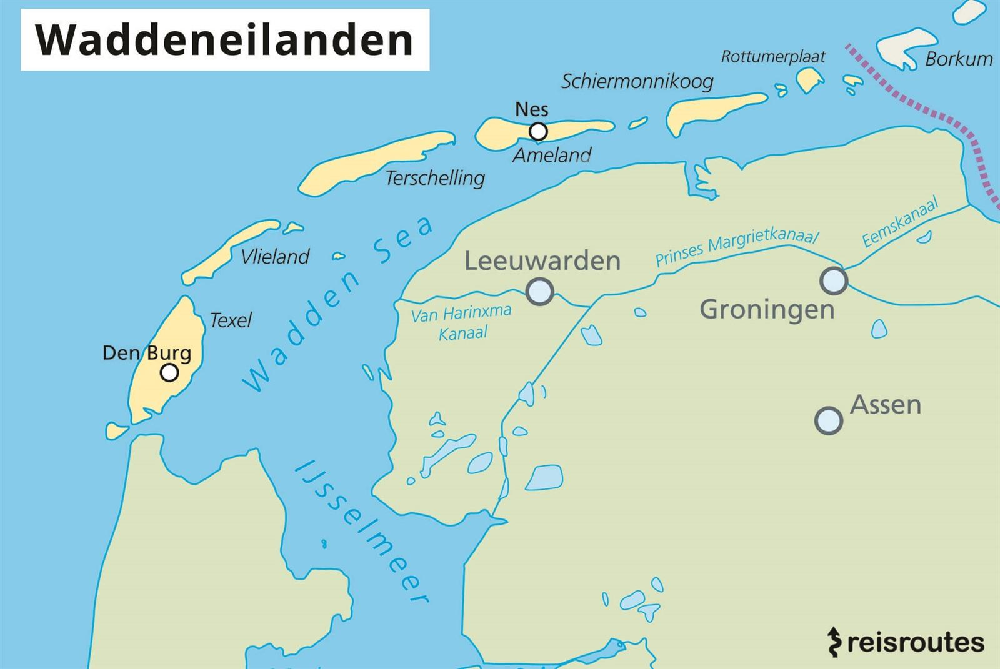 Waddeneilanden
Rottumerplaat
Borkum
Schiermonnikoog
Nes
Ameland
Terschelling
Wadden Sea
Vlieland
Leeuwarden
Prinses Margrietkanaal
Eemskanaal
Groningen
Van Harinxma
Kanaal
Texel
Den Burg
Assen
IJsselmeer
reisroutes